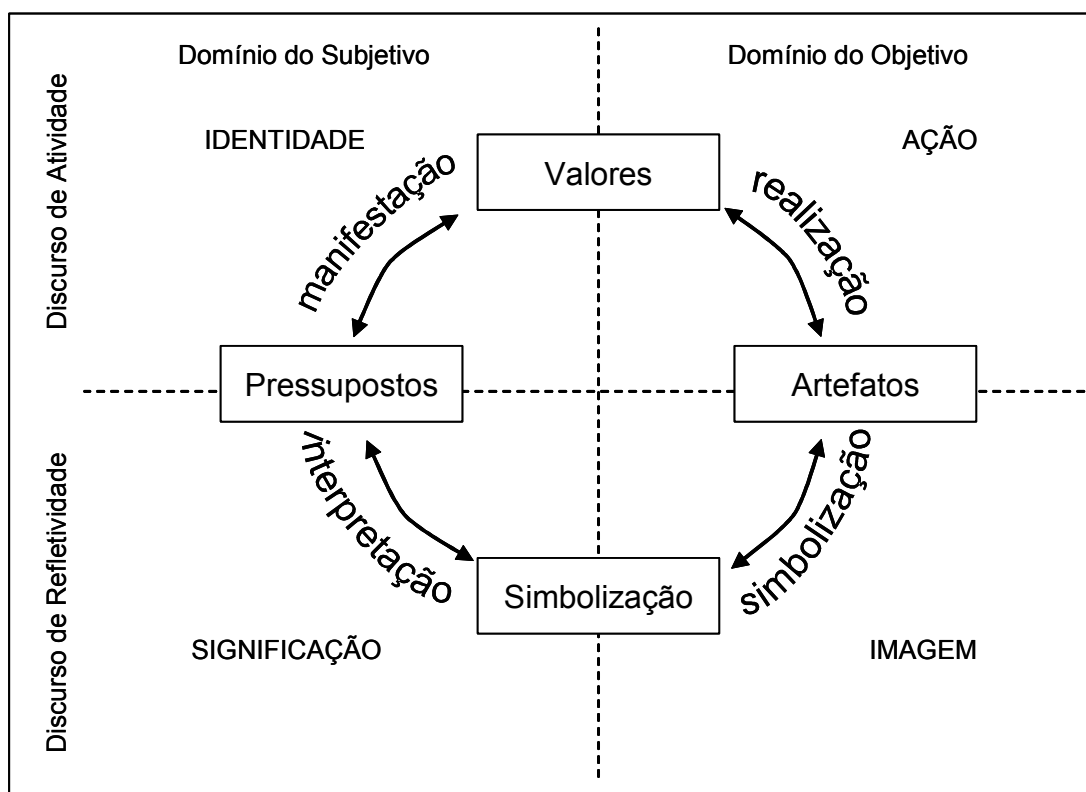 Domínio do Subjetivo
Domínio do Objetivo
Discurso de Atividade
IDENTIDADE
AÇÃO
manifestação
Valores
realização
Pressupostos
Artefatos
Discurso de Refletividade
interpretação
Simbolização
simbolização
SIGNIFICAÇÃO
IMAGEM